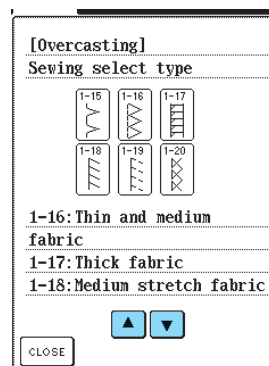 [Overcasting]
Sewing select type
1-15 1-16 1-17
1-18 1-19 1-20
1-16:Thin and medium
fabric
1-17:Thick fabric
1-18:Medium stretch fabric
CLOSE